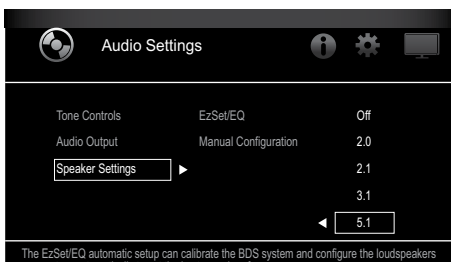 Audio Settings
Tone Controls EzSet/EQ Off
Audio Output Manual Configuration 2.0
Speaker Settings 2.1
3.1
5.1
The EzSet/EQ automatic setup can calibrate the BDS system and configure the loudspeakers